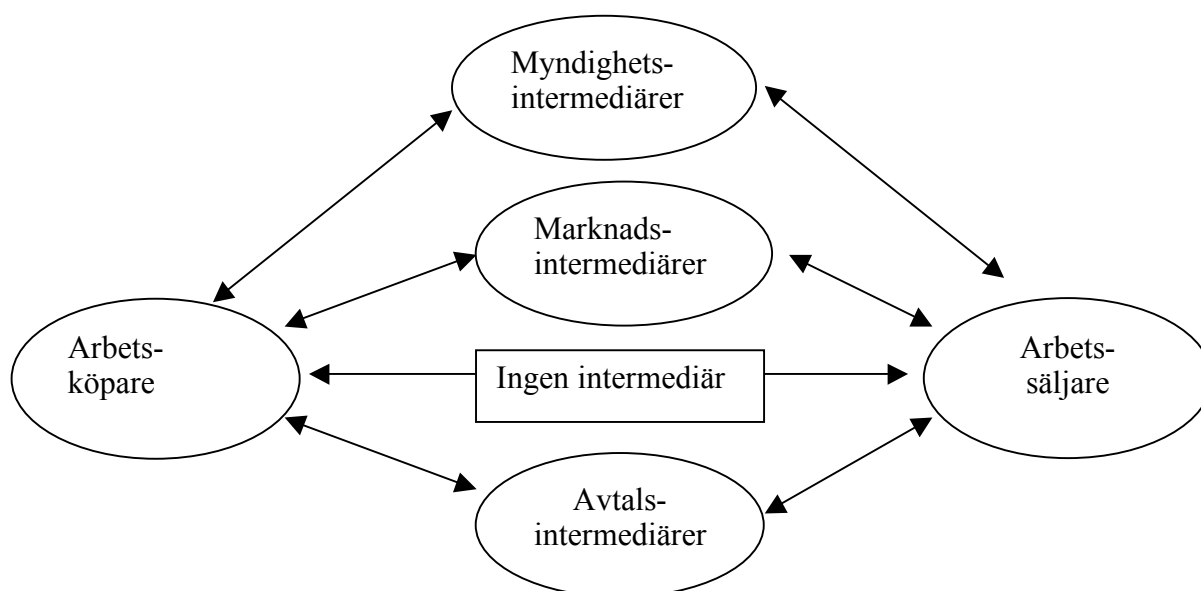 Myndighets-
intermediärer
Marknads-
intermediärer
Arbets-
köpare
Ingen intermediär
Arbets-
säljare
Avtals-
intermediärer